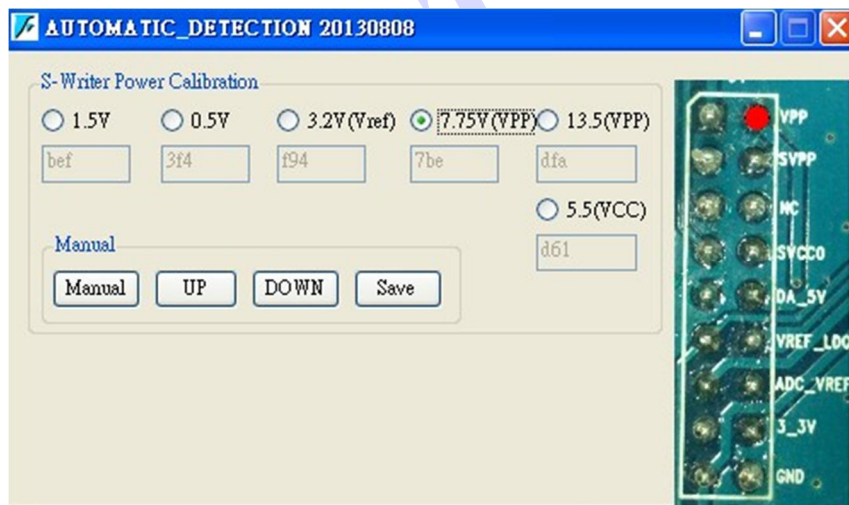 AUTOMATIC_DETECTION 20130808
S-Writer Power Calibration
1.5V 0.5V 3.2V(Vref) 7.75V(VPP) 13.5(VPP)
bef 3f4 f94 7be dfa
5.5(VCC)
d61
Manual
Manual UP DOWN Save
VPP
SVPP
NC
SVCCO
DA_5V
VREF_LDO
ADC_VREF
3_3V
GND